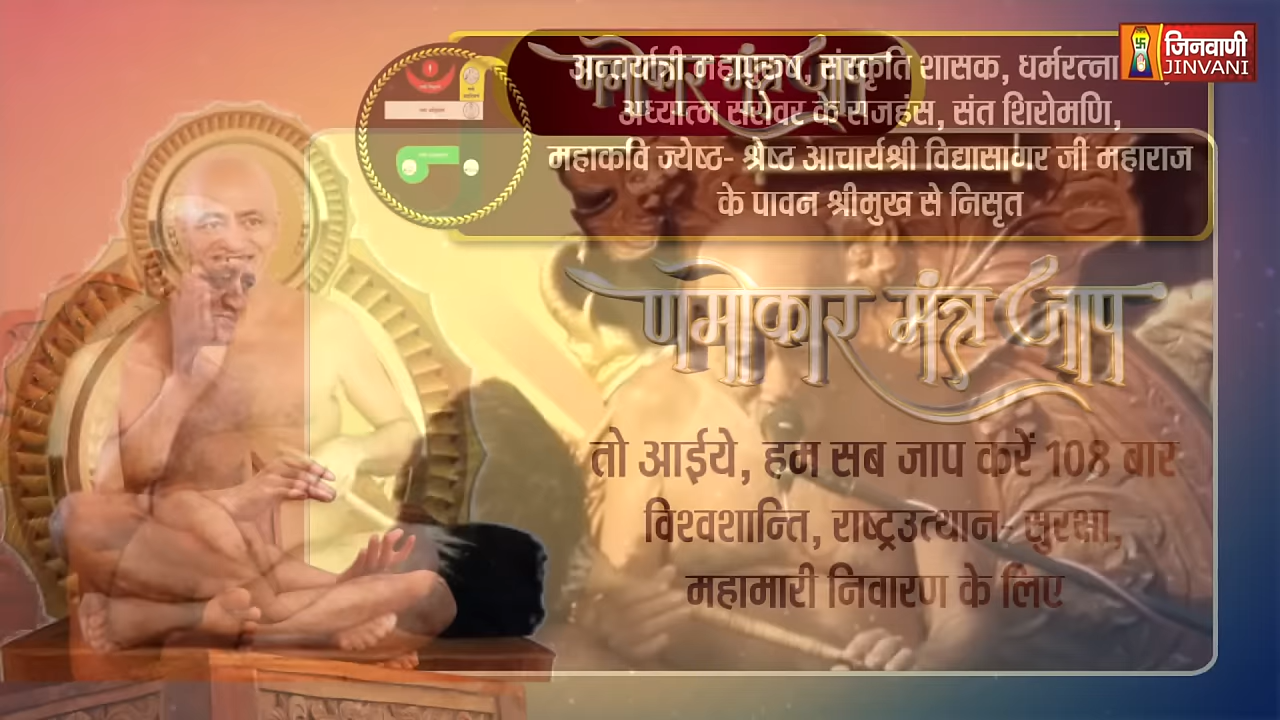 जिनवाणी
JINVANI
अन्तर्यात्री महापुरुष, संस्कृति शासक, धर्मरत्ना
अध्यात्म सरोवर के राजहंस, संत शिरोमणि,
महाकवि ज्येष्ठ- श्रेष्ठ आचार्यश्री विद्यासागर जी महाराज
के पावन श्रीमुख से निसृत
णमोकार मंत्र जाप
णमोकार मंत्र जाप
तो आईये, हम सब जाप करें 108 बार
विश्वशान्ति, राष्ट्रउत्थान- सुरक्षा,
महामारी निवारण के लिए